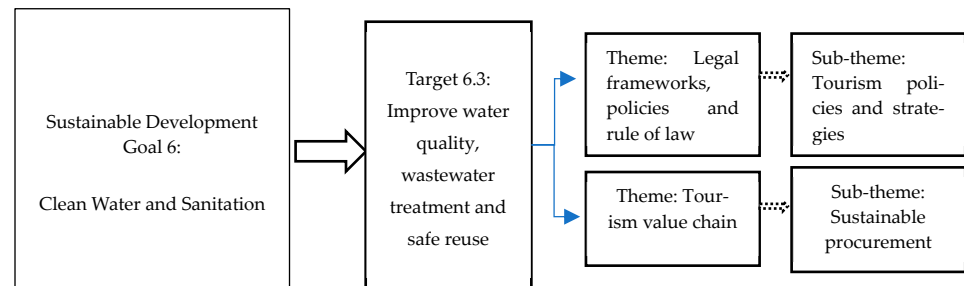 Sustainable Development
Goal 6:
Clean Water and Sanitation
Target 6.3:
Improve water
quality,
wastewater
treatment and
safe reuse
Theme: Legal
frameworks,
policies and
rule of law
Sub-theme:
Tourism poli-
cies and strate-
gies
Theme: Tour-
ism value chain
Sub-theme:
Sustainable
procurement